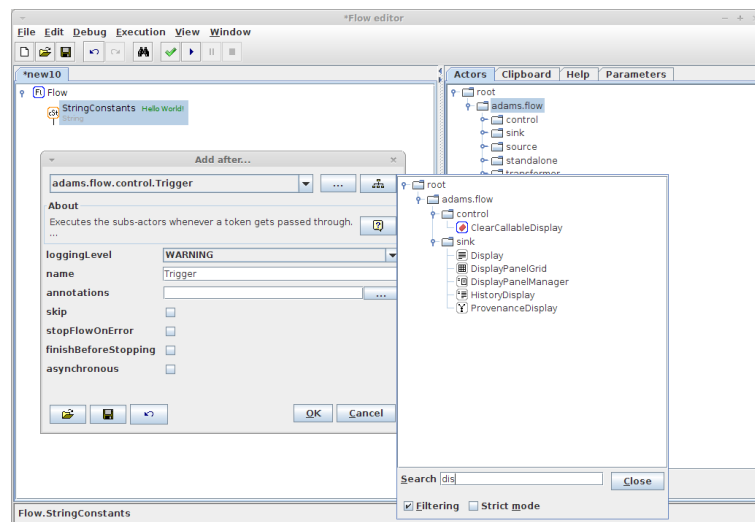 *Flow editor
File Edit Debug Execution View Window
*new10
Flow
StringConstants Hello World!
String
Actors Clipboard Help Parameters
root
adams.flow
control
sink
source
standalone
transformer
Add after...
adams.flow.control.Trigger
...
About
Executes the subs-actors whenever a token gets passed through.
...
loggingLevel WARNING
name Trigger
annotations ...
skip
stopFlowOnError
finishBeforeStopping
asynchronous
OK Cancel
root
adams.flow
control
ClearCallableDisplay
sink
Display
DisplayPanelGrid
DisplayPanelManager
HistoryDisplay
ProvenanceDisplay
Search dis Close
Filtering Strict mode
Flow.StringConstants